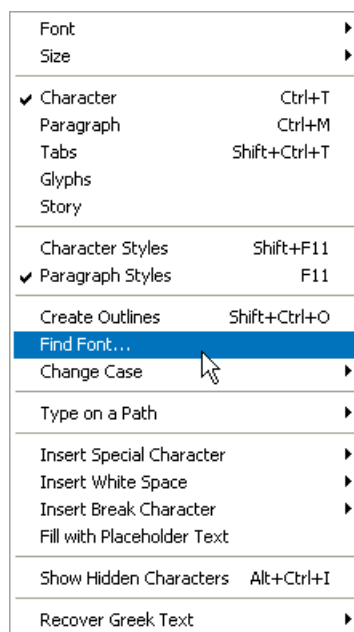 Font
Size
Character Ctrl+T
Paragraph Ctrl+M
Tabs Shift+Ctrl+T
Glyphs
Story
Character Styles Shift+F11
Paragraph Styles F11
Create Outlines Shift+Ctrl+O
Find Font...
Change Case
Type on a Path
Insert Special Character
Insert White Space
Insert Break Character
Fill with Placeholder Text
Show Hidden Characters Alt+Ctrl+I
Recover Greek Text